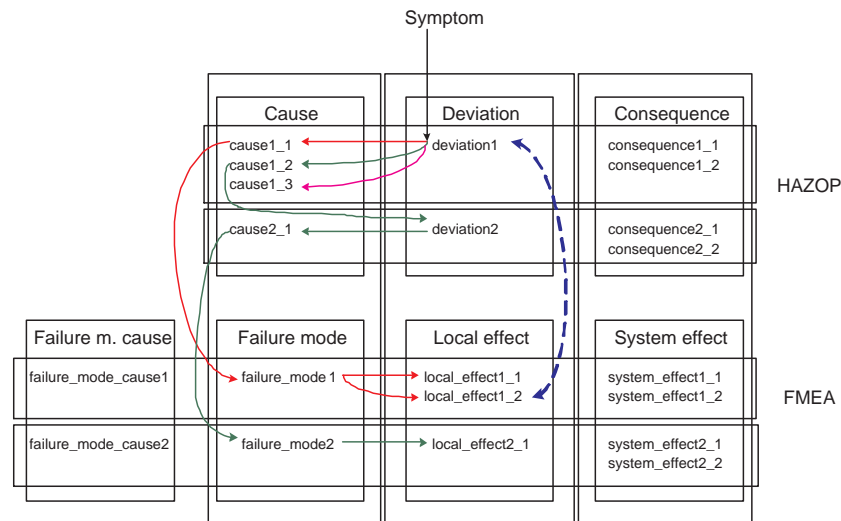 Symptom
Cause
Deviation
Consequence
cause1_1
deviation1
consequence1_1
cause1_2
consequence1_2
cause1_3
HAZOP
cause2_1
deviation2
consequence2_1
consequence2_2
Failure m. cause
Failure mode
Local effect
System effect
failure_mode_cause1
failure_mode 1
local_effect1_1
system_effect1_1
local_effect1_2
system_effect1_2
FMEA
failure_mode_cause2
failure_mode2
local_effect2_1
system_effect2_1
system_effect2_2